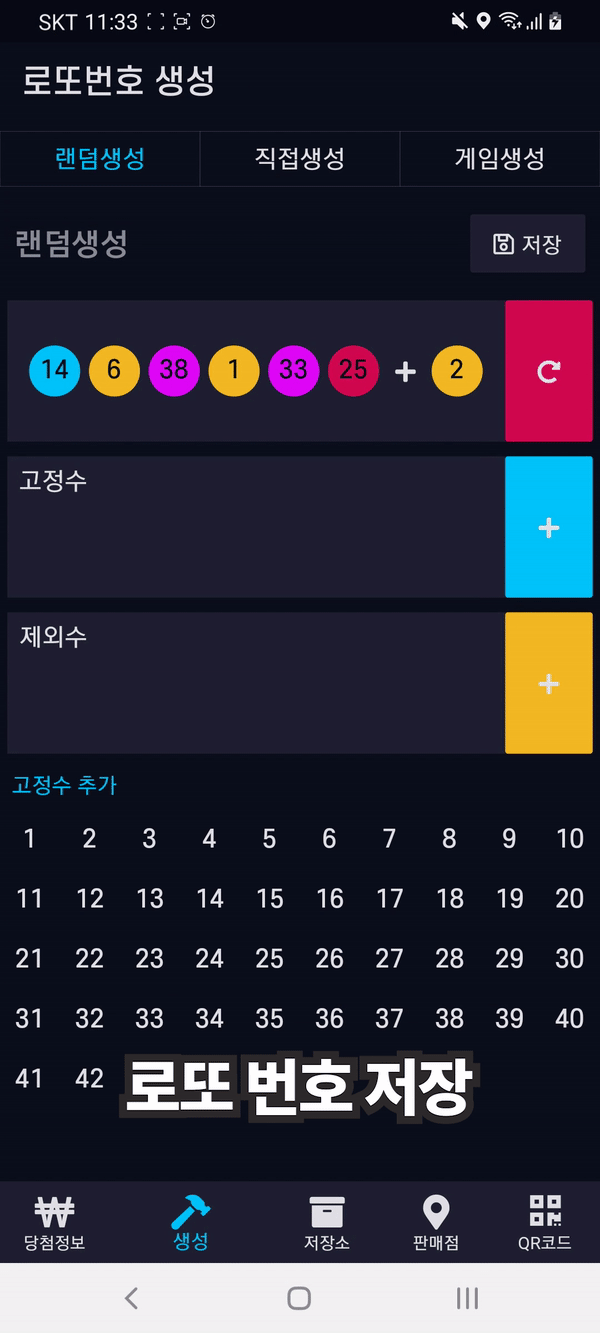 SKT 11:33
로또번호 생성
랜덤생성 직접생성 게임생성
랜덤생성 저장
14 6 38 1 33 25 + 2
고정수
+
제외수
+
고정수 추가
1 2 3 4 5 6 7 8 9 10
11 12 13 14 15 16 17 18 19 20
21 22 23 24 25 26 27 28 29 30
31 32 33 34 35 36 37 38 39 40
41 42
로또 번호 저장
당첨정보 생성 저장소 판매점 QR코드